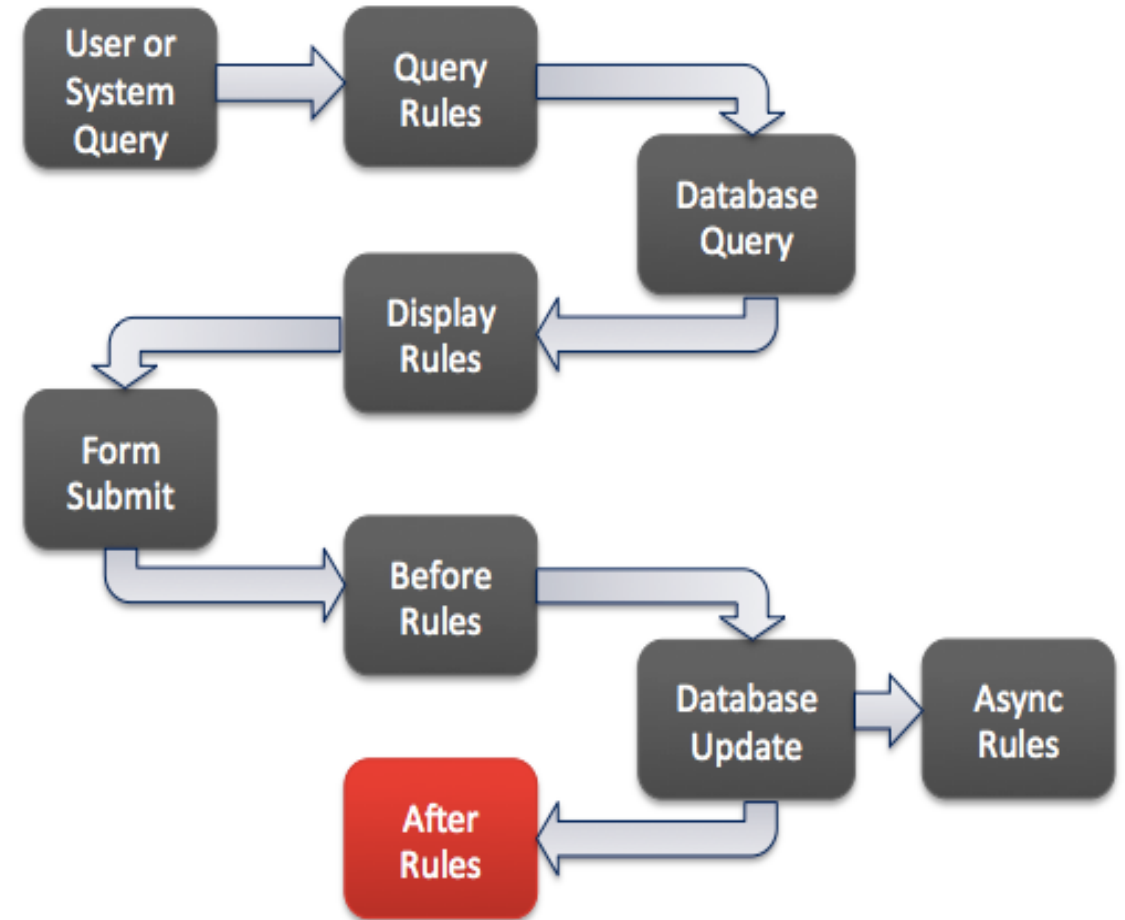 User or
System
Query
Query
Rules
Database
Query
Display
Rules
Form
Submit
Before
Rules
Database
Update
Async
Rules
After
Rules